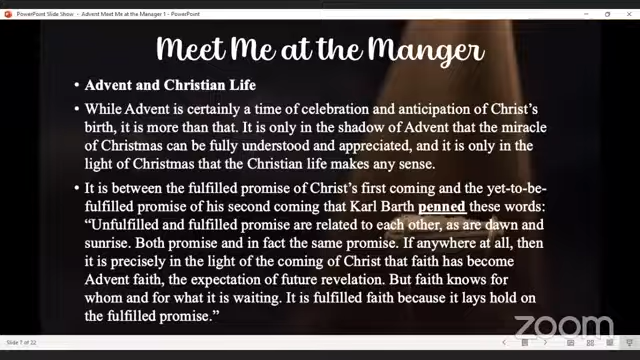 PowerPoint Slide Show - Advent Meet Me at the Manager 1 - PowerPoint
Meet Me at the Manger
• Advent and Christian Life
• While Advent is certainly a time of celebration and anticipation of Christ's
birth, it is more than that. It is only in the shadow of Advent that the miracle
of Christmas can be fully understood and appreciated, and it is only in the
light of Christmas that the Christian life makes any sense.
• It is between the fulfilled promise of Christ's first coming and the yet-to-be-
fulfilled promise of his second coming that Karl Barth penned these words:
“Unfulfilled and fulfilled promise are related to each other, as are dawn and
sunrise. Both promise and in fact the same promise. If anywhere at all, then
it is precisely in the light of the coming of Christ that faith has become
Advent faith, the expectation of future revelation. But faith knows for
whom and for what it is waiting. It is fulfilled faith because it lays hold on
the fulfilled promise.”
zoom
Slide 7 of 22